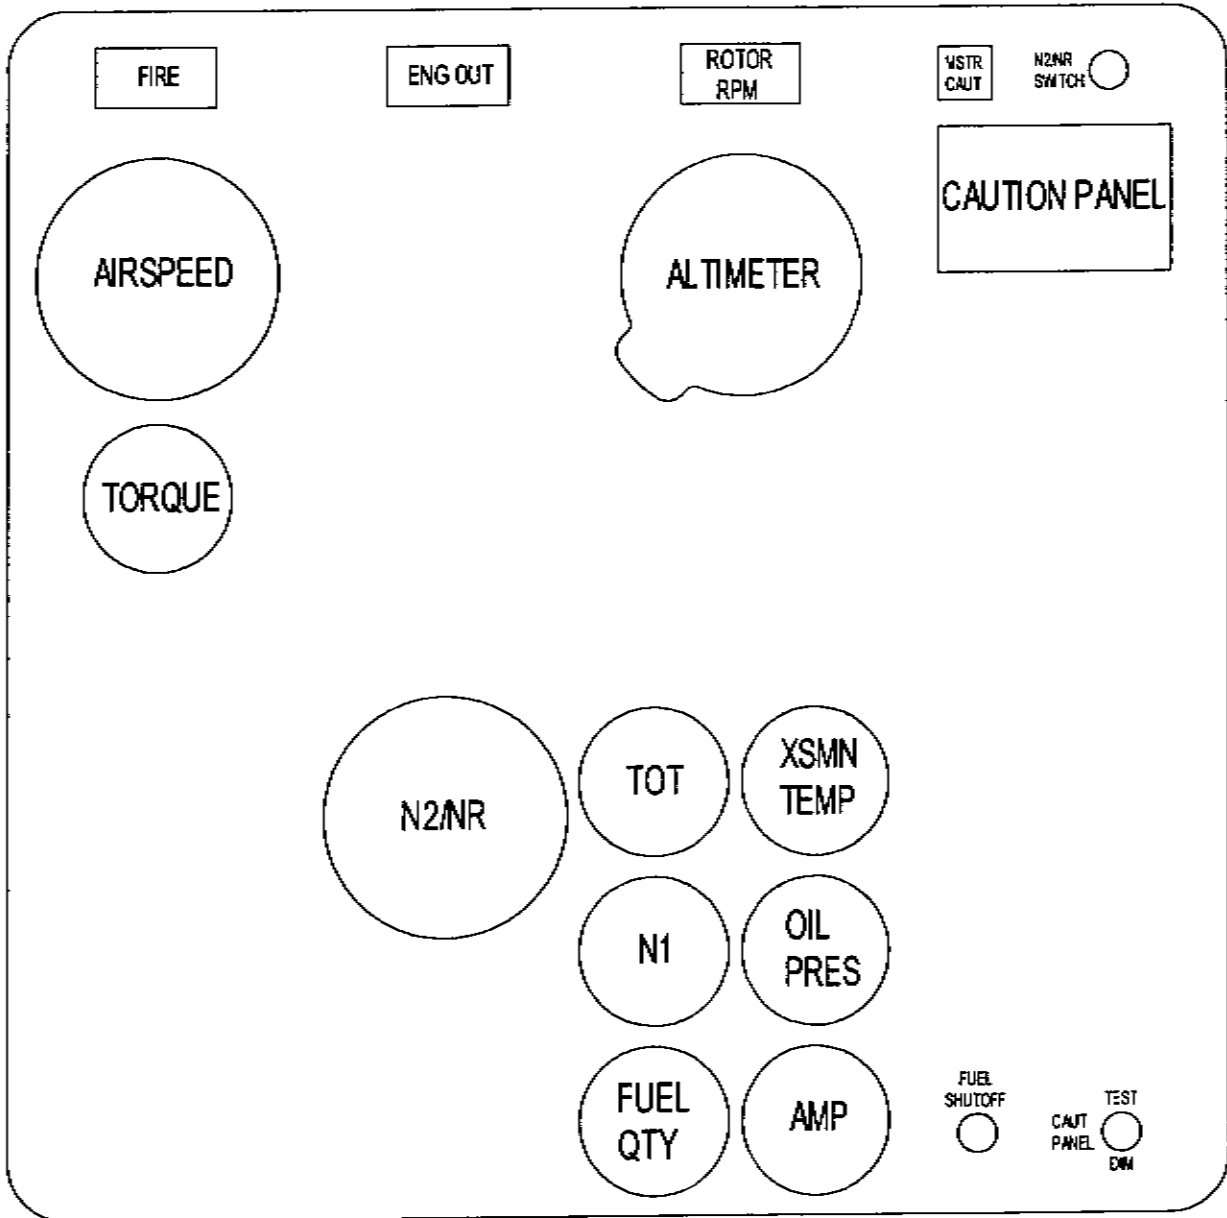 FIRE
ENG OUT
ROTOR
RPM
MSTR
CAUT
N2/NR
SWITCH
CAUTION PANEL
AIRSPEED
ALTIMETER
TORQUE
N2/NR
TOT
XSMN
TEMP
N1
OIL
PRES
FUEL
QTY
AMP
FUEL
SHUTOFF
TEST
CAUT
PANEL
DIM